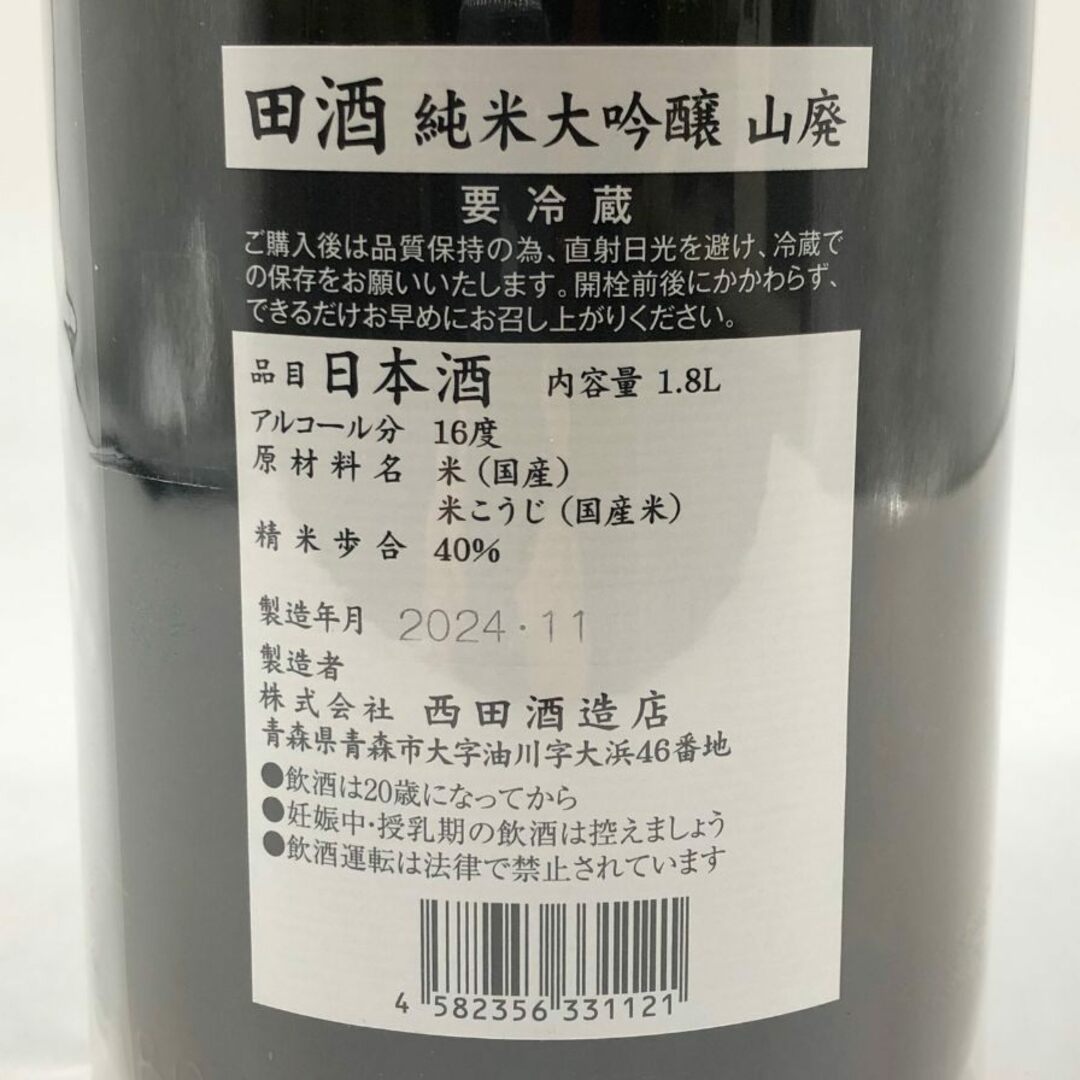 田酒 純米大吟醸 山廃
要冷蔵
ご購入後は品質保持の為、直射日光を避け、冷蔵で
の保存をお願いいたします。開栓前後にかかわらず、
できるだけお早めにお召し上がりください。
品目 日本酒 内容量 1.8L
アルコール分 16度
原材料名 米(国産)
米こうじ(国産米)
精米歩合 40%
製造年月 2024・11
製造者
株式会社 西田酒造店
青森県青森市大字油川字大浜46番地
●飲酒は20歳になってから
●妊娠中・授乳期の飲酒は控えましょう
●飲酒運転は法律で禁止されています
4 582356 331121